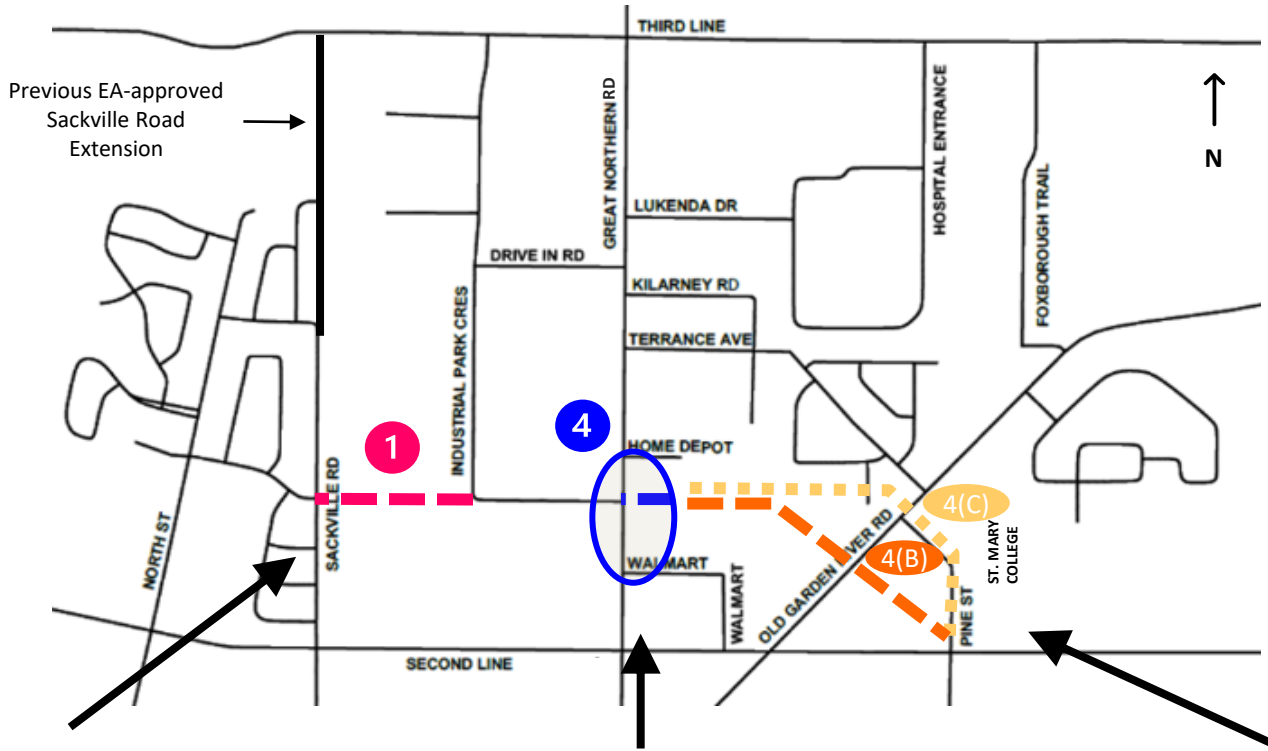 THIRD LINE
Previous EA-approved
Sackville Road
Extension
GREAT NORTHERN RD
HOSPITAL ENTRANCE
N
FOXBOROUGH TRAIL
LUKENDA DR
DRIVE IN RD
KILARNEY RD
INDUSTRIAL PARK CRES
TERRANCE AVE
1
4
HOME DEPOT
SACKVILLE RD
NORTH ST
4(C)
4(B)
ST. MARY
COLLEGE
WALMART
WALMART
OLD GARDEN RIVER RD
PINE ST
SECOND LINE